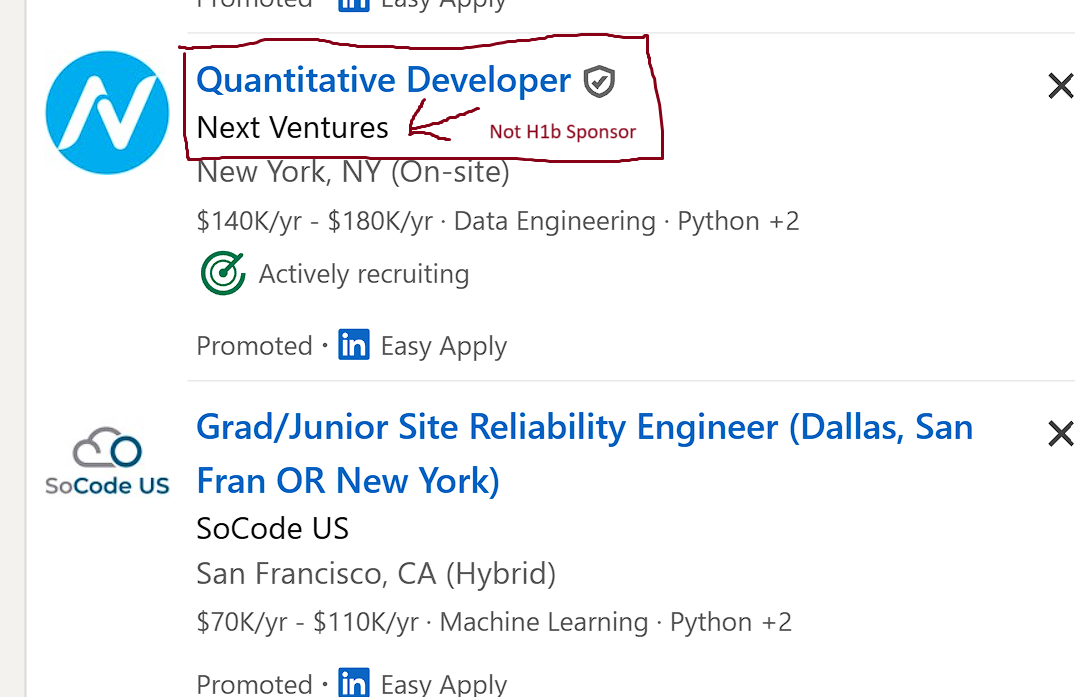 Promoted · in Easy Apply
Quantitative Developer
Next Ventures
Not H1b Sponsor
New York, NY (On-site)
$140K/yr - $180K/yr · Data Engineering · Python +2
Actively recruiting
Promoted · in Easy Apply
Grad/Junior Site Reliability Engineer (Dallas, San
Fran OR New York)
SoCode US
SoCode US
San Francisco, CA (Hybrid)
$70K/yr - $110K/yr · Machine Learning · Python +2
Promoted · in Easy Apply